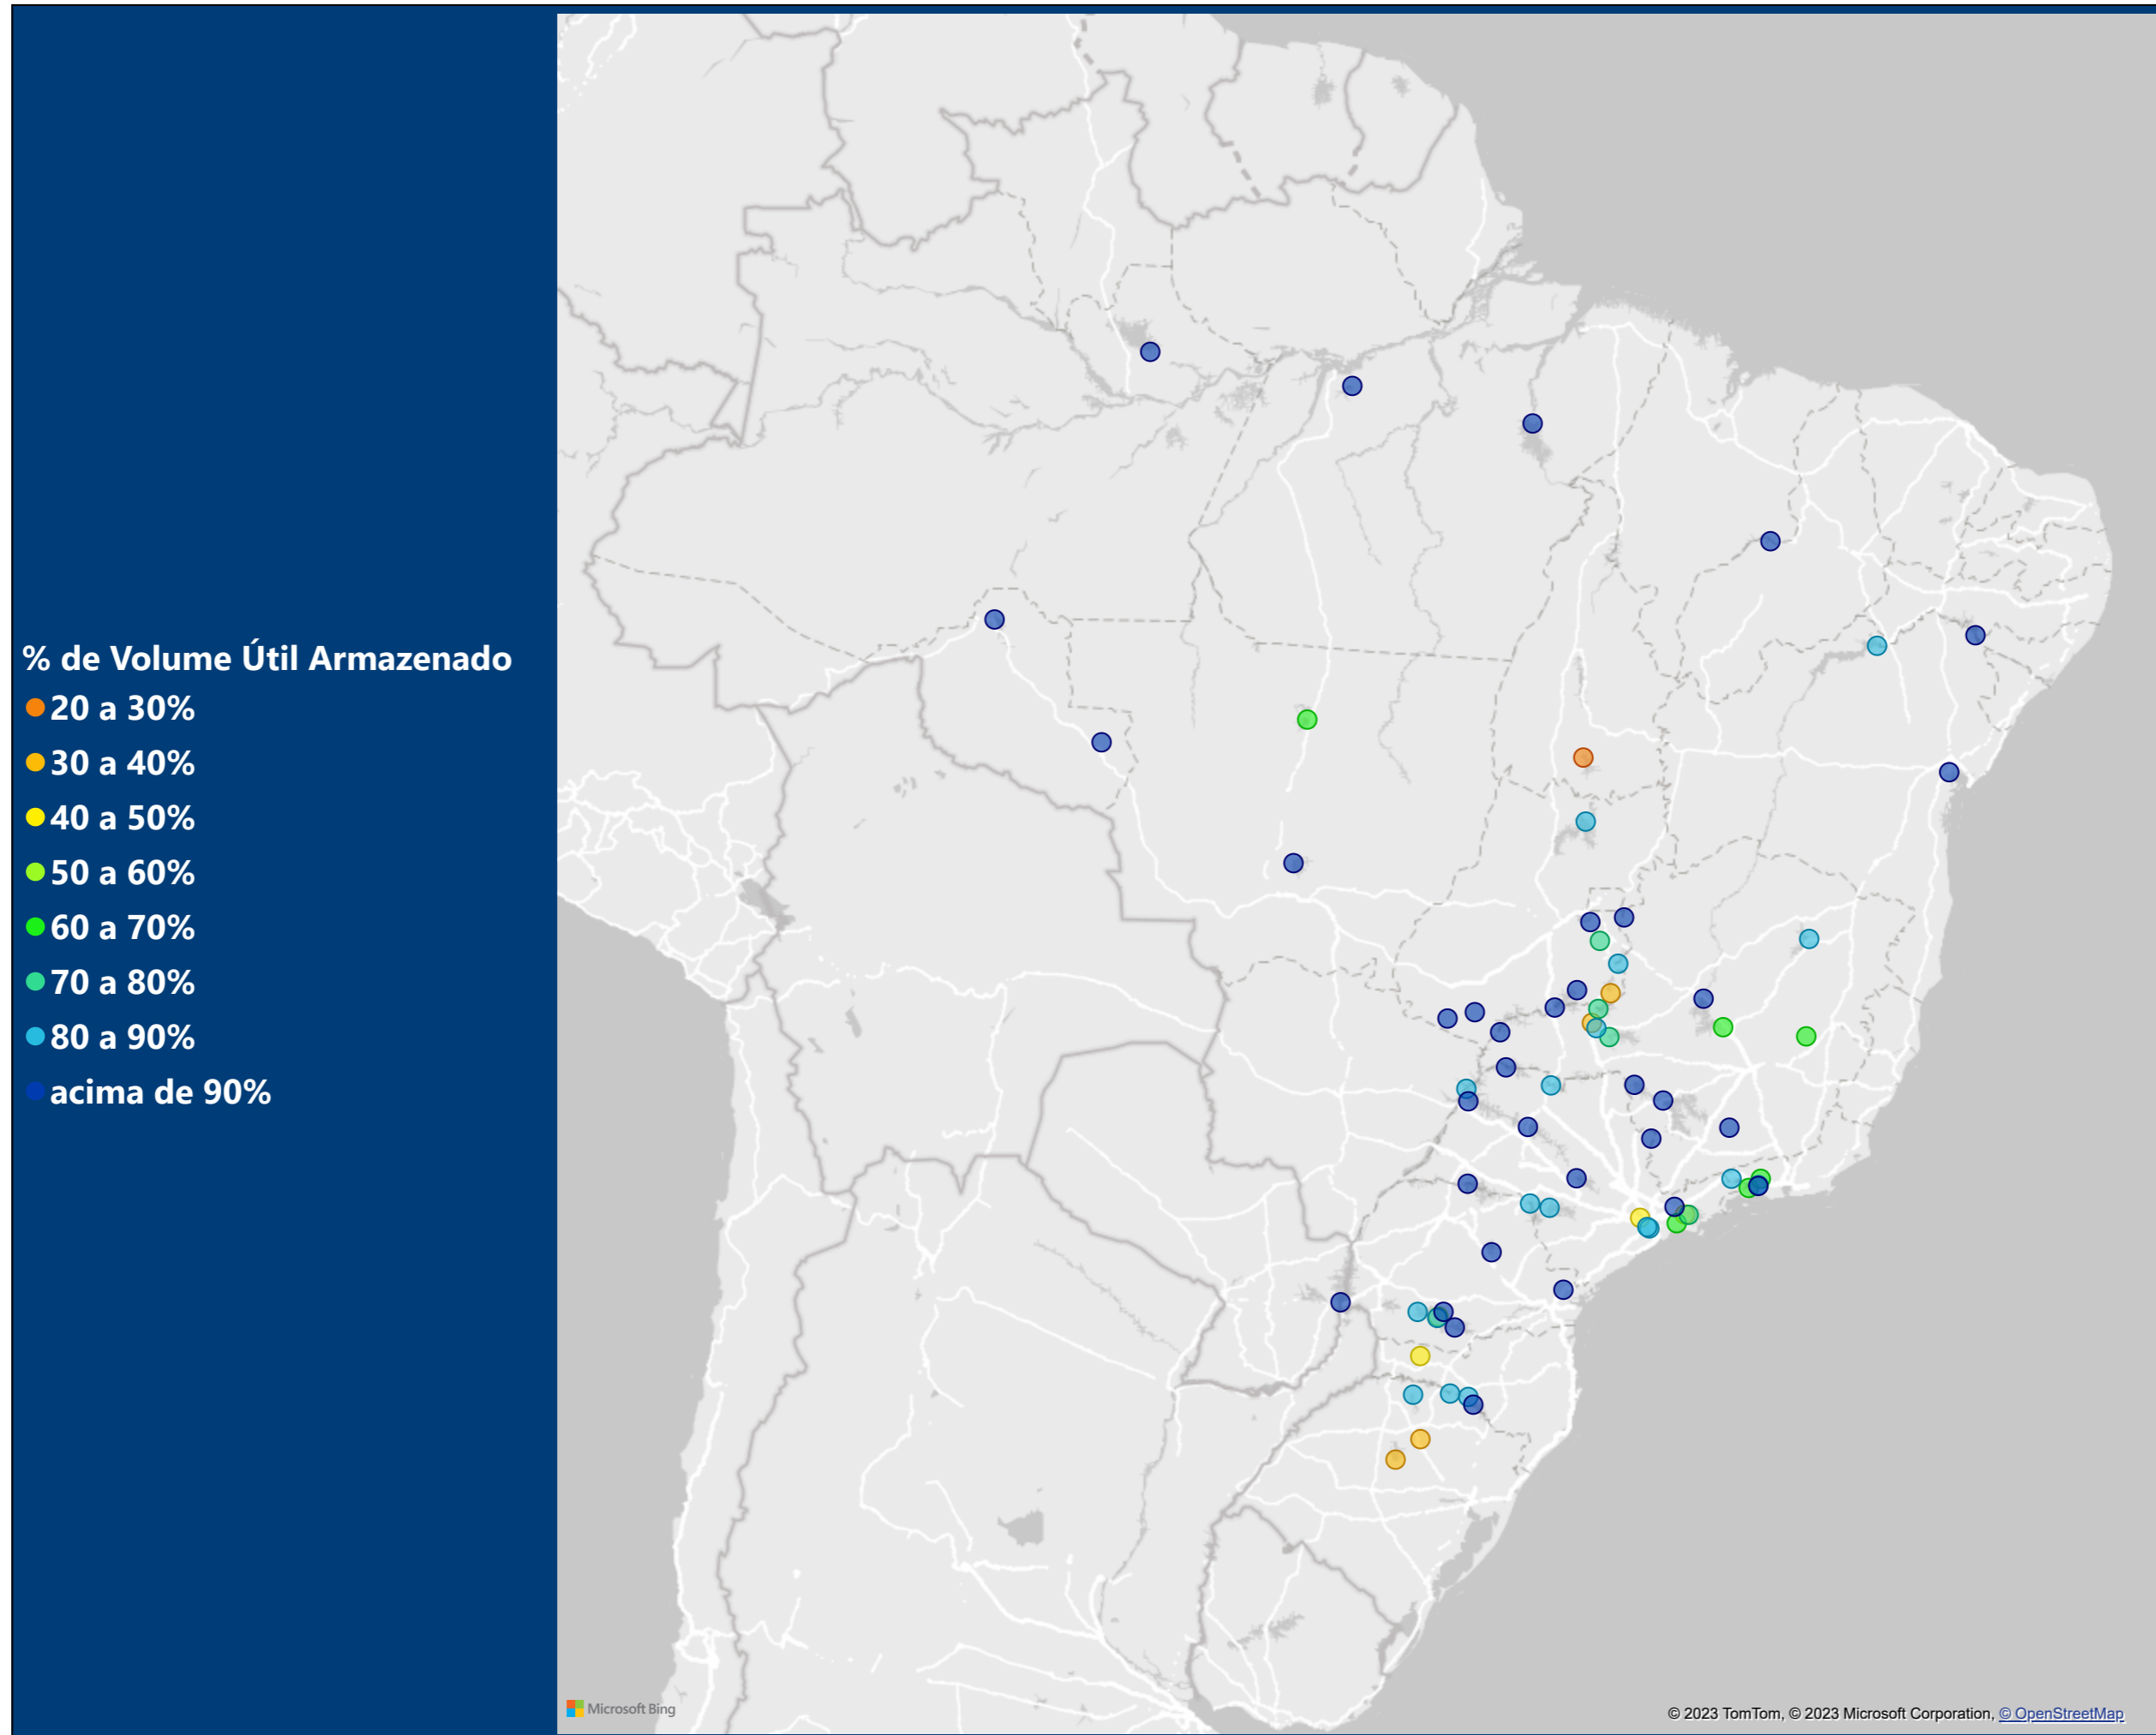 % de Volume Útil Armazenado
20 a 30%
30 a 40%
40 a 50%
50 a 60%
60 a 70%
70 a 80%
80 a 90%
acima de 90%
Microsoft Bing
© 2023 TomTom, © 2023 Microsoft Corporation, © OpenStreetMap